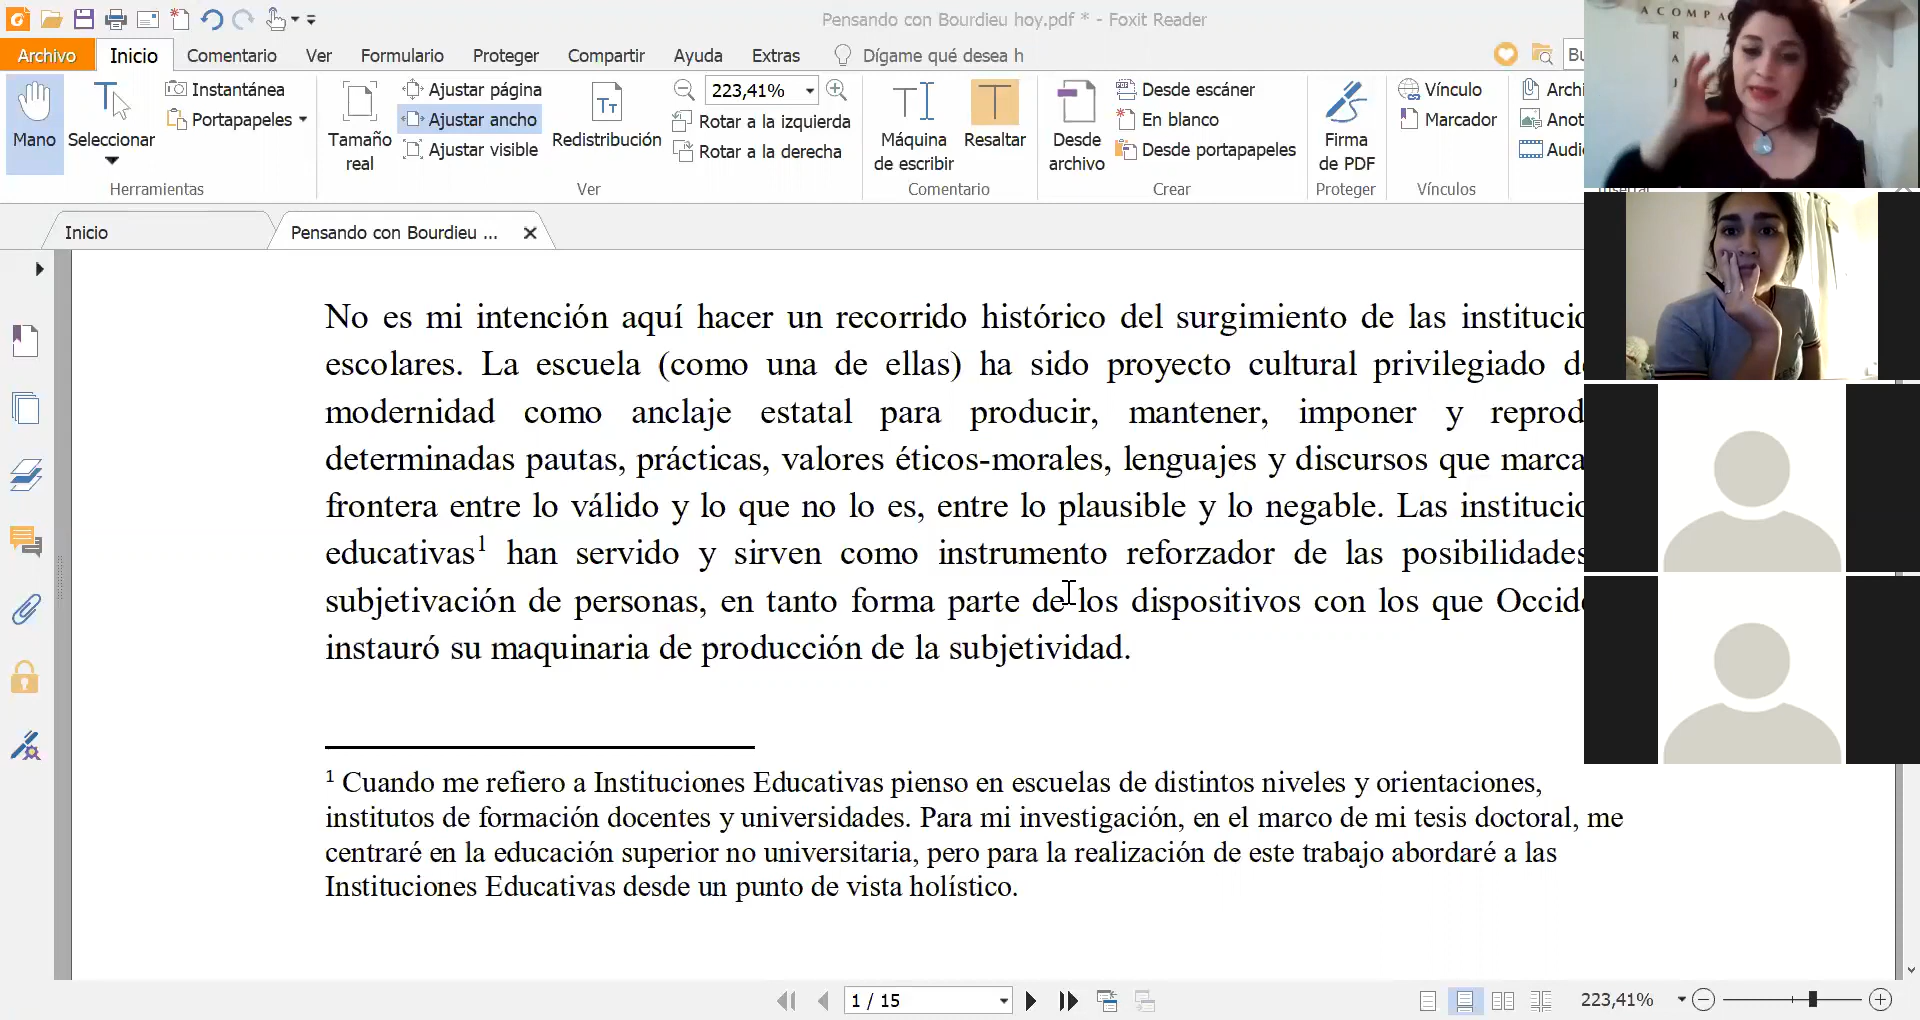 Pensando con Bourdieu hoy.pdf * - Foxit Reader
Archivo Inicio Comentario Ver Formulario Proteger Compartir Ayuda Extras Dígame qué desea h
Mano
Seleccionar
Instantánea
Portapapeles
Herramientas
Tamaño
real
Ajustar página
Ajustar ancho
Ajustar visible
Redistribución
223,41%
Rotar a la izquierda
Rotar a la derecha
Ver
Máquina
de escribir
Resaltar
Comentario
Desde
archivo
Desde escáner
En blanco
Desde portapapeles
Crear
Firma
de PDF
Proteger
Vínculo
Marcador
Vínculos
Inicio
Pensando con Bourdieu ...
No es mi intención aquí hacer un recorrido histórico del surgimiento de las institucio
escolares. La escuela (como una de ellas) ha sido proyecto cultural privilegiado de
modernidad como anclaje estatal para producir, mantener, imponer y reprod
determinadas pautas, prácticas, valores éticos-morales, lenguajes y discursos que marca
frontera entre lo válido y lo que no lo es, entre lo plausible y lo negable. Las institucio
educativas1 han servido y sirven como instrumento reforzador de las posibilidades
subjetivación de personas, en tanto forma parte de los dispositivos con los que Occide
instauró su maquinaria de producción de la subjetividad.
1 Cuando me refiero a Instituciones Educativas pienso en escuelas de distintos niveles y orientaciones,
institutos de formación docentes y universidades. Para mi investigación, en el marco de mi tesis doctoral, me
centraré en la educación superior no universitaria, pero para la realización de este trabajo abordaré a las
Instituciones Educativas desde un punto de vista holístico.
1 / 15
223,41%